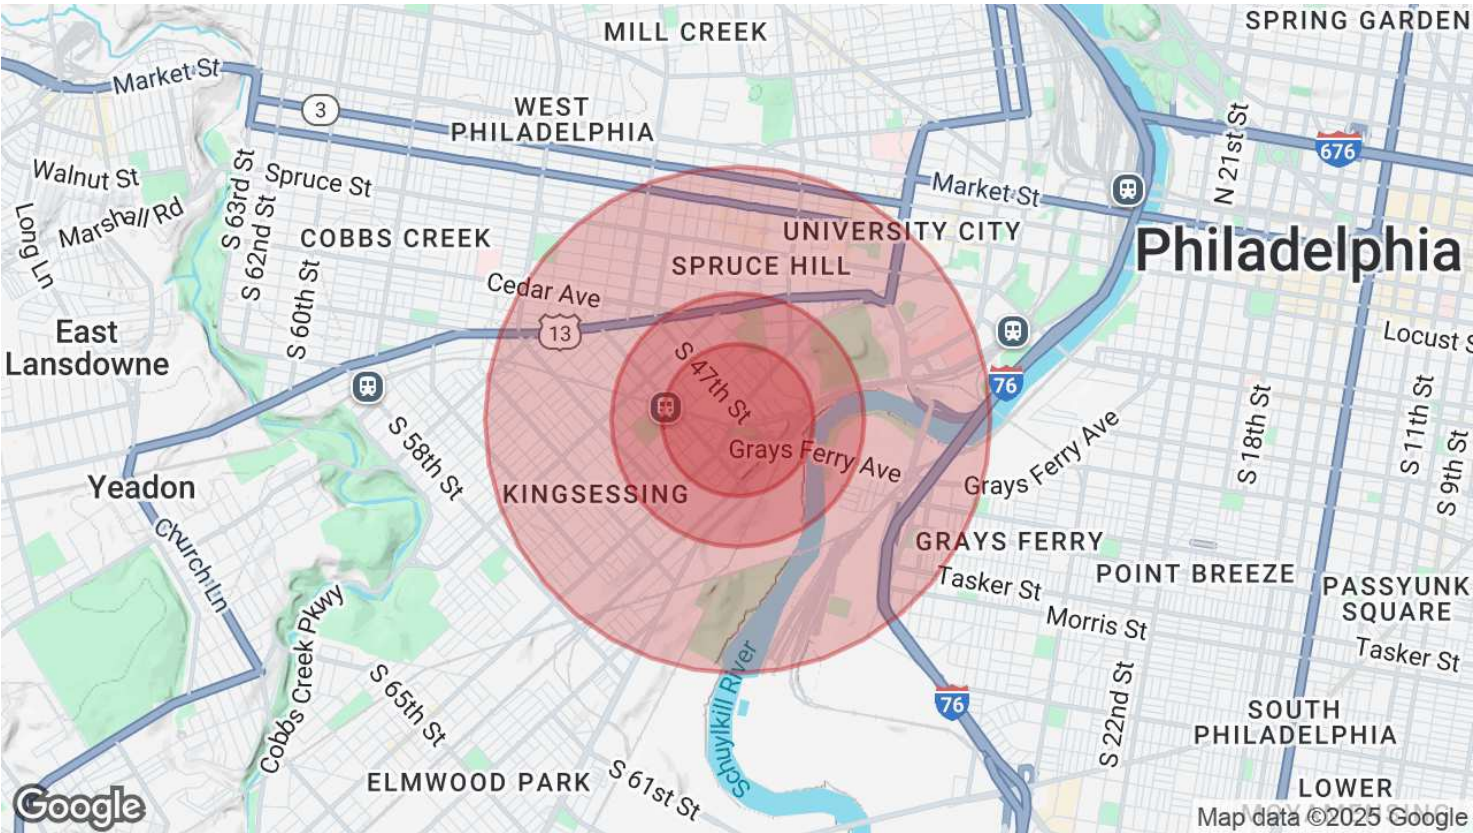 MILL CREEK
SPRING GARDEN
Market St
3
WEST
PHILADELPHIA
676
N 21st St
Walnut St
Spruce St
Market St
Marshall Rd
S 63rd St
S 62nd St
Long Ln
COBBS CREEK
UNIVERSITY CITY
SPRUCE HILL
Philadelphia
Cedar Ave
S 60th St
13
East
Lansdowne
Locust S
S 47th St
76
S 18th St
S 11th St
S 9th St
S 58th St
Grays Ferry Ave
Grays Ferry Ave
Yeadon
KINGSESSING
Church Ln
GRAYS FERRY
Tasker St
POINT BREEZE
PASSYUNK
SQUARE
Morris St
Tasker St
Cobbs Creek Pkwy
S 65th St
Schuylkill River
76
S 22nd St
SOUTH
PHILADELPHIA
ELMWOOD PARK
S 61st St
LOWER
MOYAMENSING
Google
Map data ©2025 Google